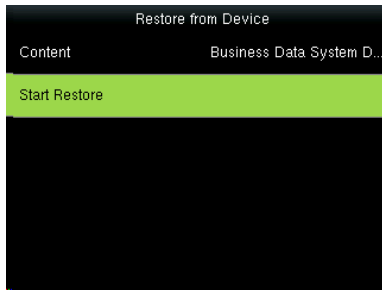 Restore from Device
Content Business Data System D...
Start Restore